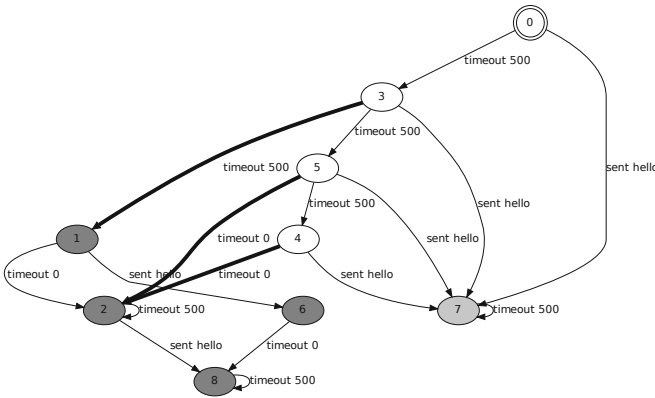 0
timeout 500
3
timeout 500
timeout 500
5
sent hello
timeout 500
sent hello
1
timeout 0
4
sent hello
timeout 0
sent hello
timeout 0
sent hello
2
timeout 500
6
7
timeout 500
sent hello
timeout 0
8
timeout 500